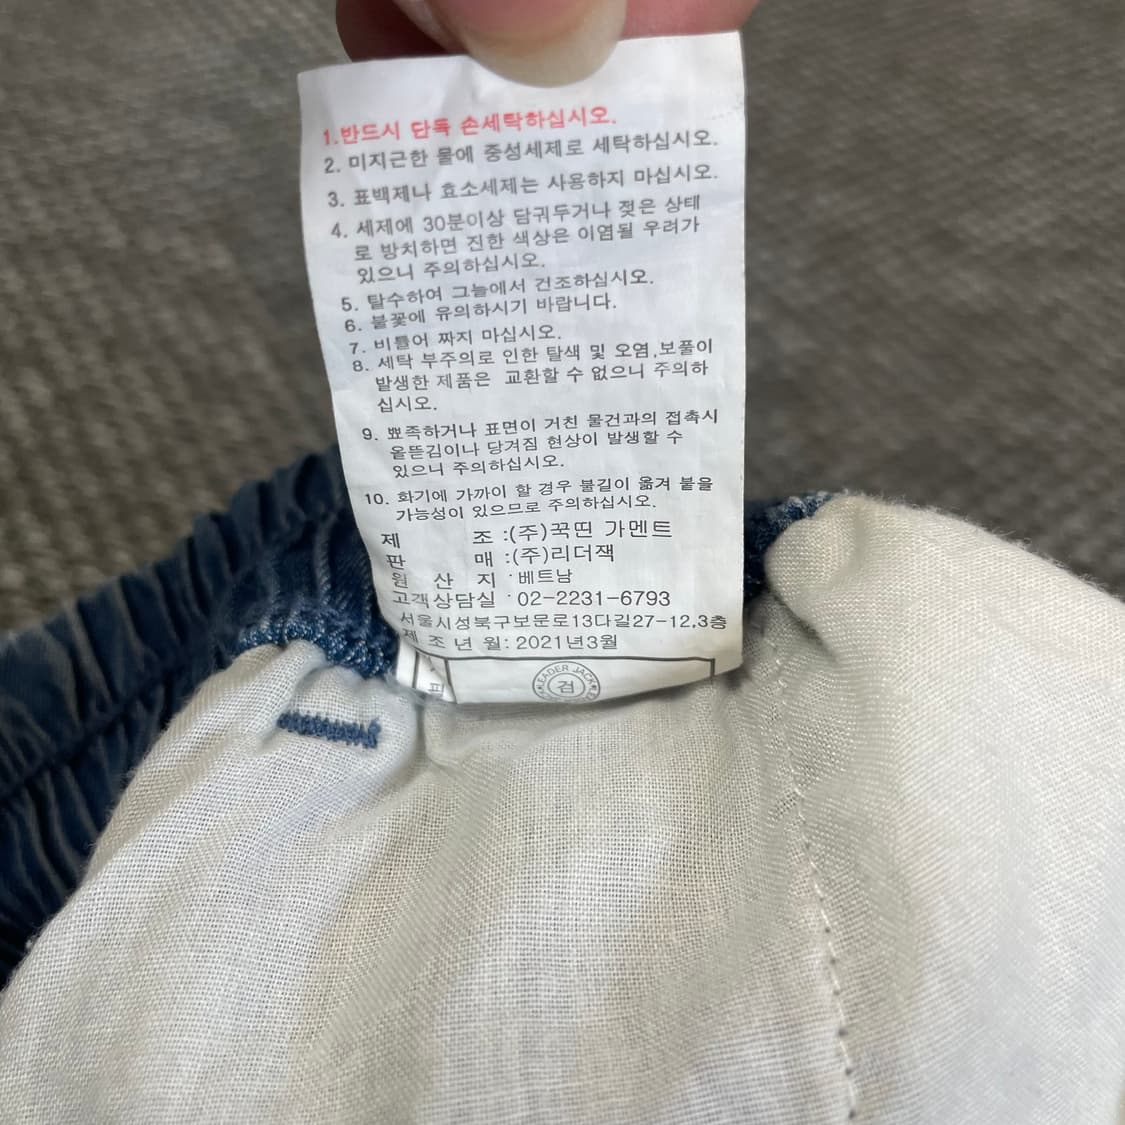 1.반드시 단독 손세탁하십시오.
2. 미지근한 물에 중성세제로 세탁하십시오.
3. 표백제나 효소세제는 사용하지 마십시오.
4. 세제에 30분이상 담궈두거나 젖은 상태
로 방치하면 진한 색상은 이염될 우려가
있으니 주의하십시오.
5. 탈수하여 그늘에서 건조하십시오.
6. 불꽃에 유의하시기 바랍니다.
7. 비틀어 짜지 마십시오.
8. 세탁 부주의로 인한 탈색 및 오염,보풀이
발생한 제품은 교환할 수 없으니 주의하
십시오.
9. 뾰족하거나 표면이 거친 물건과의 접촉시
올뜯김이나 당겨짐 현상이 발생할 수
있으니 주의하십시오.
10. 화기에 가까이 할 경우 불길이 옮겨 붙을
가능성이 있으므로 주의하십시오.
제 조 :(주)꾹띤 가멘트
판 매 :(주)리더잭
원 산 지 : 베트남
고객상담실 : 02-2231-6793
서울시성북구보문로13다길27-12,3층
제 조 년 월: 2021년3월
LEADER JACK
검